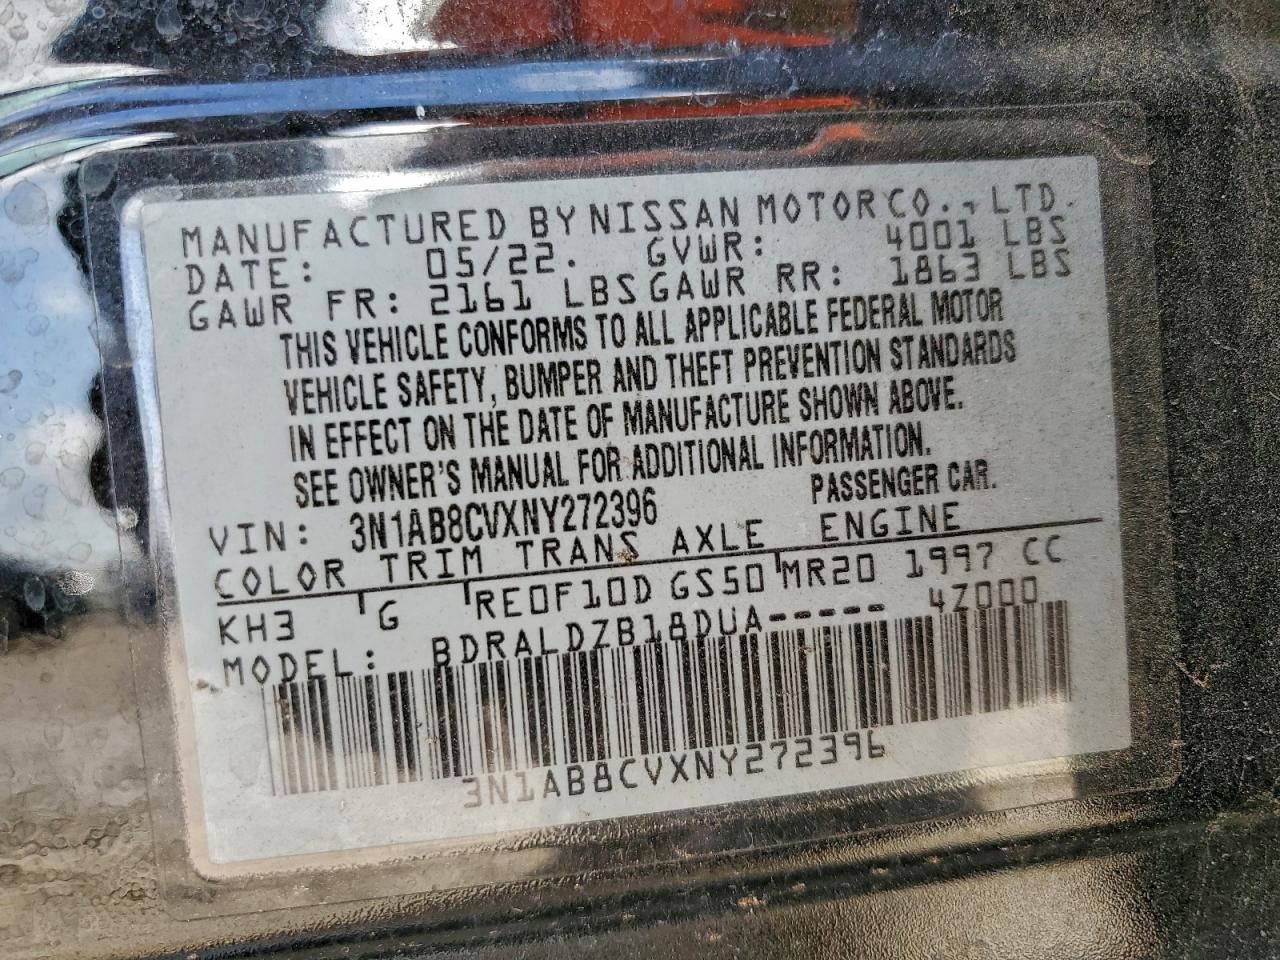 MANUFACTURED BY NISSAN MOTOR CO., LTD.
DATE: 05/22. GVWR: 4001 LBS
GAWR FR: 2161 LBS GAWR RR: 1863 LBS
THIS VEHICLE CONFORMS TO ALL APPLICABLE FEDERAL MOTOR
VEHICLE SAFETY, BUMPER AND THEFT PREVENTION STANDARDS
IN EFFECT ON THE DATE OF MANUFACTURE SHOWN ABOVE.
SEE OWNER'S MANUAL FOR ADDITIONAL INFORMATION.
VIN: 3N1AB8CVXNY272396 PASSENGER CAR.
COLOR TRIM TRANS AXLE ENGINE
KH3 G RE0F10D GS50 MR20 1997 CC
MODEL: BDRALDZB18DUA----- 4Z000
3N1AB8CVXNY272396